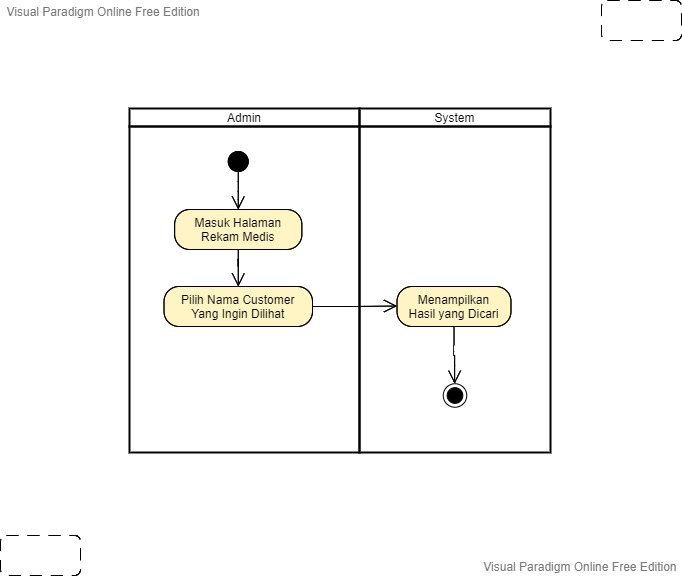 Visual Paradigm Online Free Edition
Admin
System
Masuk Halaman
Rekam Medis
Pilih Nama Customer
Yang Ingin Dilihat
Menampilkan
Hasil yang Dicari
Visual Paradigm Online Free Edition